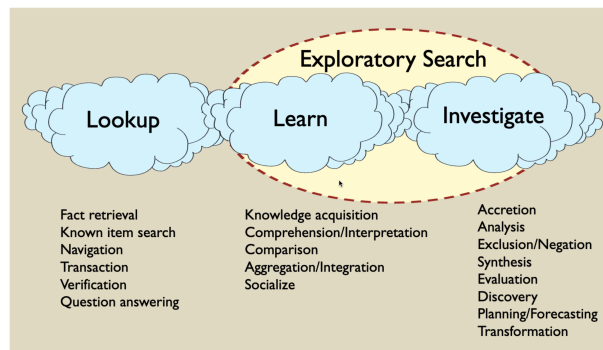 Exploratory Search
Lookup
Learn
Investigate
Fact retrieval
Known item search
Navigation
Transaction
Verification
Question answering
Knowledge acquisition
Comprehension/Interpretation
Comparison
Aggregation/Integration
Socialize
Accretion
Analysis
Exclusion/Negation
Synthesis
Evaluation
Discovery
Planning/Forecasting
Transformation